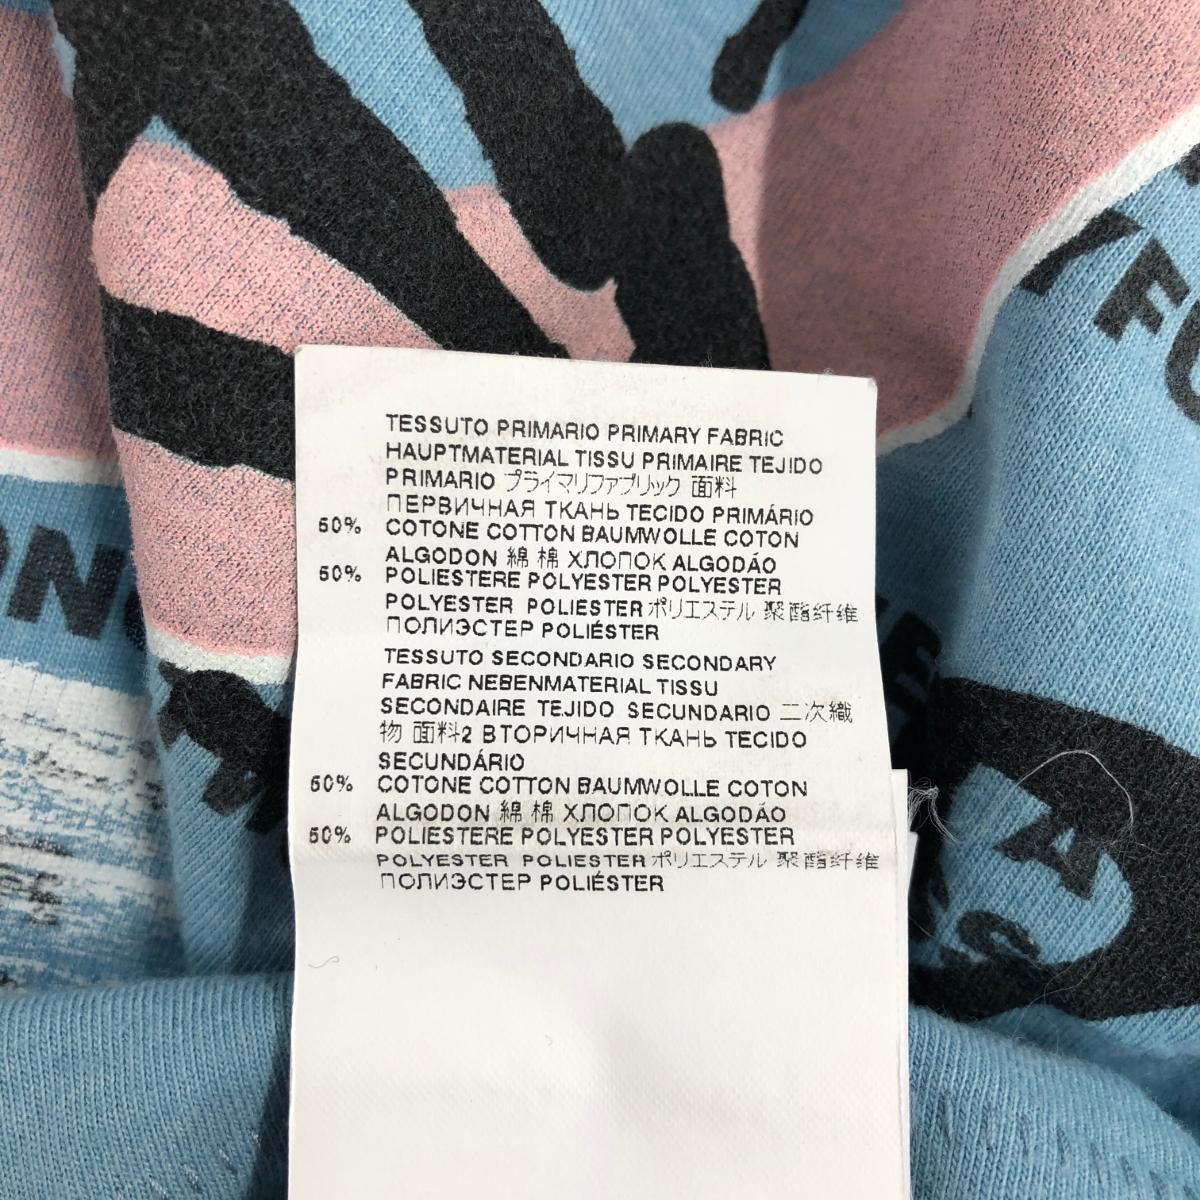 TESSUTO PRIMARIO PRIMARY FABRIC
HAUPTMATERIAL TISSU PRIMAIRE TEJIDO
PRIMARIO プライマリファブリック 面料
ПЕРВИЧНАЯ ТКАНЬ TECIDO PRIMÁRIO
50% COTONE COTTON BAUMWOLLE COTON
ALGODON 綿 棉 ХЛОПОК ALGODÃO
50% POLIESTERE POLYESTER POLYESTER
POLYESTER POLIESTER ポリエステル 聚酯纤维
ПОЛИЭСТЕР POLIÉSTER
TESSUTO SECONDARIO SECONDARY
FABRIC NEBENMATERIAL TISSU
SECONDAIRE TEJIDO SECUNDARIO 二次織
物 面料2 ВТОРИЧНАЯ ТКАНЬ TECIDO
SECUNDÁRIO
50% COTONE COTTON BAUMWOLLE COTON
ALGODON 綿 棉 ХЛОПОК ALGODÃO
50% POLIESTERE POLYESTER POLYESTER
POLYESTER POLIESTER ポリエステル 聚酯纤维
ПОЛИЭСТЕР POLIÉSTER